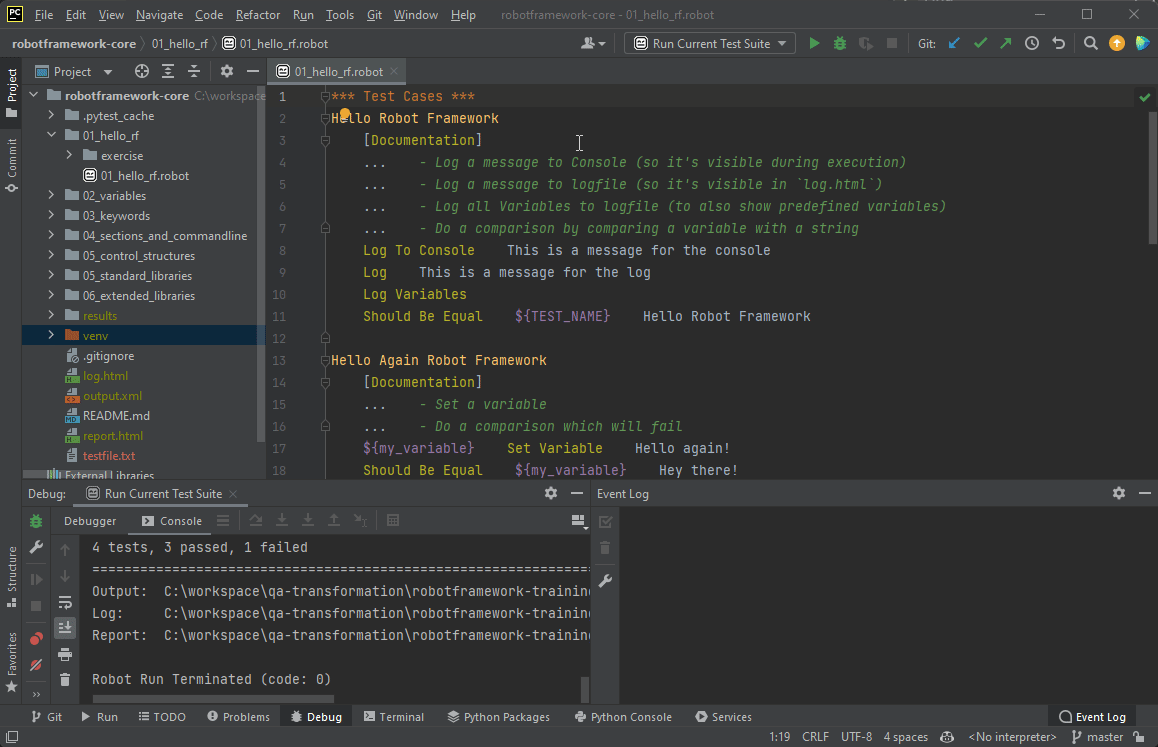 PC File Edit View Navigate Code Refactor Run Tools Git Window Help robotframework-core - 01_hello_rf.robot
robotframework-core 01_hello_rf 01_hello_rf.robot Run Current Test Suite Git:
Project
Commit
Structure
Favorites
Project
robotframework-core C:\workspace
.pytest_cache
01_hello_rf
exercise
01_hello_rf.robot
02_variables
03_keywords
04_sections_and_commandline
05_control_structures
05_standard_libraries
06_extended_libraries
results
venv
.gitignore
log.html
output.xml
README.md
report.html
testfile.txt
External Libraries
01_hello_rf.robot
1 *** Test Cases ***
2 Hello Robot Framework
3 [Documentation]
4 ... - Log a message to Console (so it's visible during execution)
5 ... - Log a message to logfile (so it's visible in `log.html`)
6 ... - Log all Variables to logfile (to also show predefined variables)
7 ... - Do a comparison by comparing a variable with a string
8 Log To Console This is a message for the console
9 Log This is a message for the log
10 Log Variables
11 Should Be Equal ${TEST_NAME} Hello Robot Framework
12
13 Hello Again Robot Framework
14 [Documentation]
15 ... - Set a variable
16 ... - Do a comparison which will fail
17 ${my_variable} Set Variable Hello again!
18 Should Be Equal ${my_variable} Hey there!
Debug: Run Current Test Suite
Debugger Console
4 tests, 3 passed, 1 failed
==============================================================
Output: C:\workspace\qa-transformation\robotframework-training
Log: C:\workspace\qa-transformation\robotframework-training
Report: C:\workspace\qa-transformation\robotframework-training
Robot Run Terminated (code: 0)
Event Log
Git Run TODO Problems Debug Terminal Python Packages Python Console Services Event Log
1:19 CRLF UTF-8 4 spaces <No interpreter> master